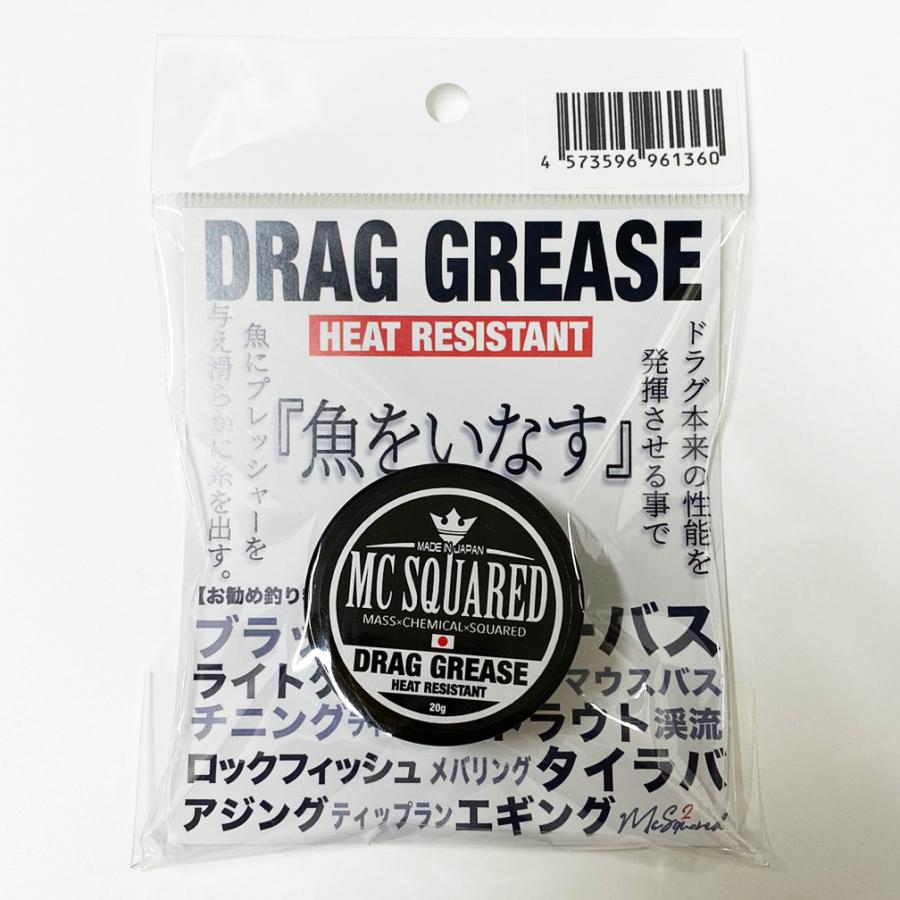 4 573596 961360
DRAG GREASE
HEAT RESISTANT
ドラグ本来の性能を
発揮させる事で
『魚をいなす』
魚にプレッシャーを
与え滑らかに糸を出す。
MADE IN JAPAN
MC SQUARED
MASS×CHEMICAL×SQUARED
DRAG GREASE
HEAT RESISTANT
20g
【お勧め釣り
ブラッ ーバス
ライト マウスバス
チニング ラウト 渓流
ロックフィッシュ メバリング タイラバ
アジング ティップラン エギング McSquared2